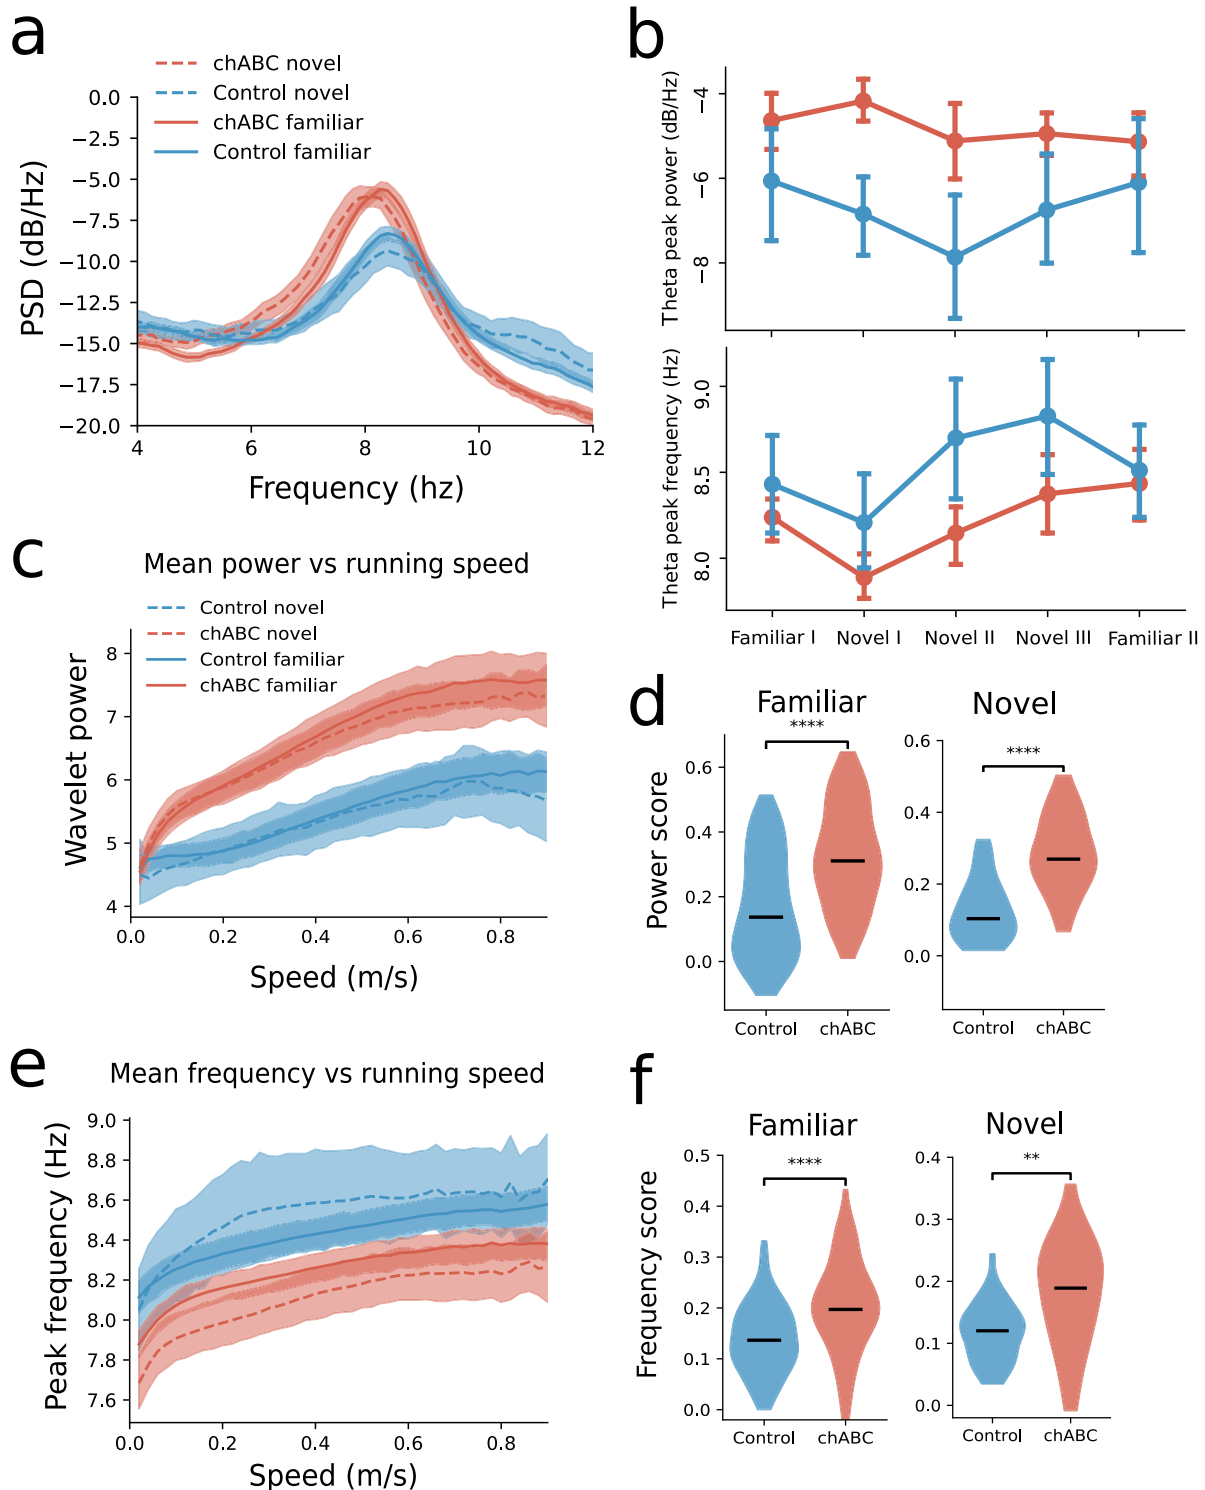 a
chABC novel
Control novel
chABC familiar
Control familiar
0.0
−2.5
−5.0
−7.5
−10.0
−12.5
−15.0
−17.5
−20.0
PSD (dB/Hz)
4
6
8
10
12
Frequency (hz)
b
−4
−6
−8
Theta peak power (dB/Hz)
9.0
8.5
8.0
Theta peak frequency (Hz)
Familiar I
Novel I
Novel II
Novel III
Familiar II
c
Mean power vs running speed
Control novel
chABC novel
Control familiar
chABC familiar
8
7
6
5
4
Wavelet power
0.0
0.2
0.4
0.6
0.8
Speed (m/s)
d
Familiar
****
0.6
0.4
0.2
0.0
Power score
Control
chABC
Novel
****
0.6
0.4
0.2
0.0
Control
chABC
e
Mean frequency vs running speed
9.0
8.8
8.6
8.4
8.2
8.0
7.8
7.6
Peak frequency (Hz)
0.0
0.2
0.4
0.6
0.8
Speed (m/s)
f
Familiar
****
0.5
0.4
0.3
0.2
0.1
0.0
Frequency score
Control
chABC
Novel
**
0.4
0.3
0.2
0.1
0.0
Control
chABC